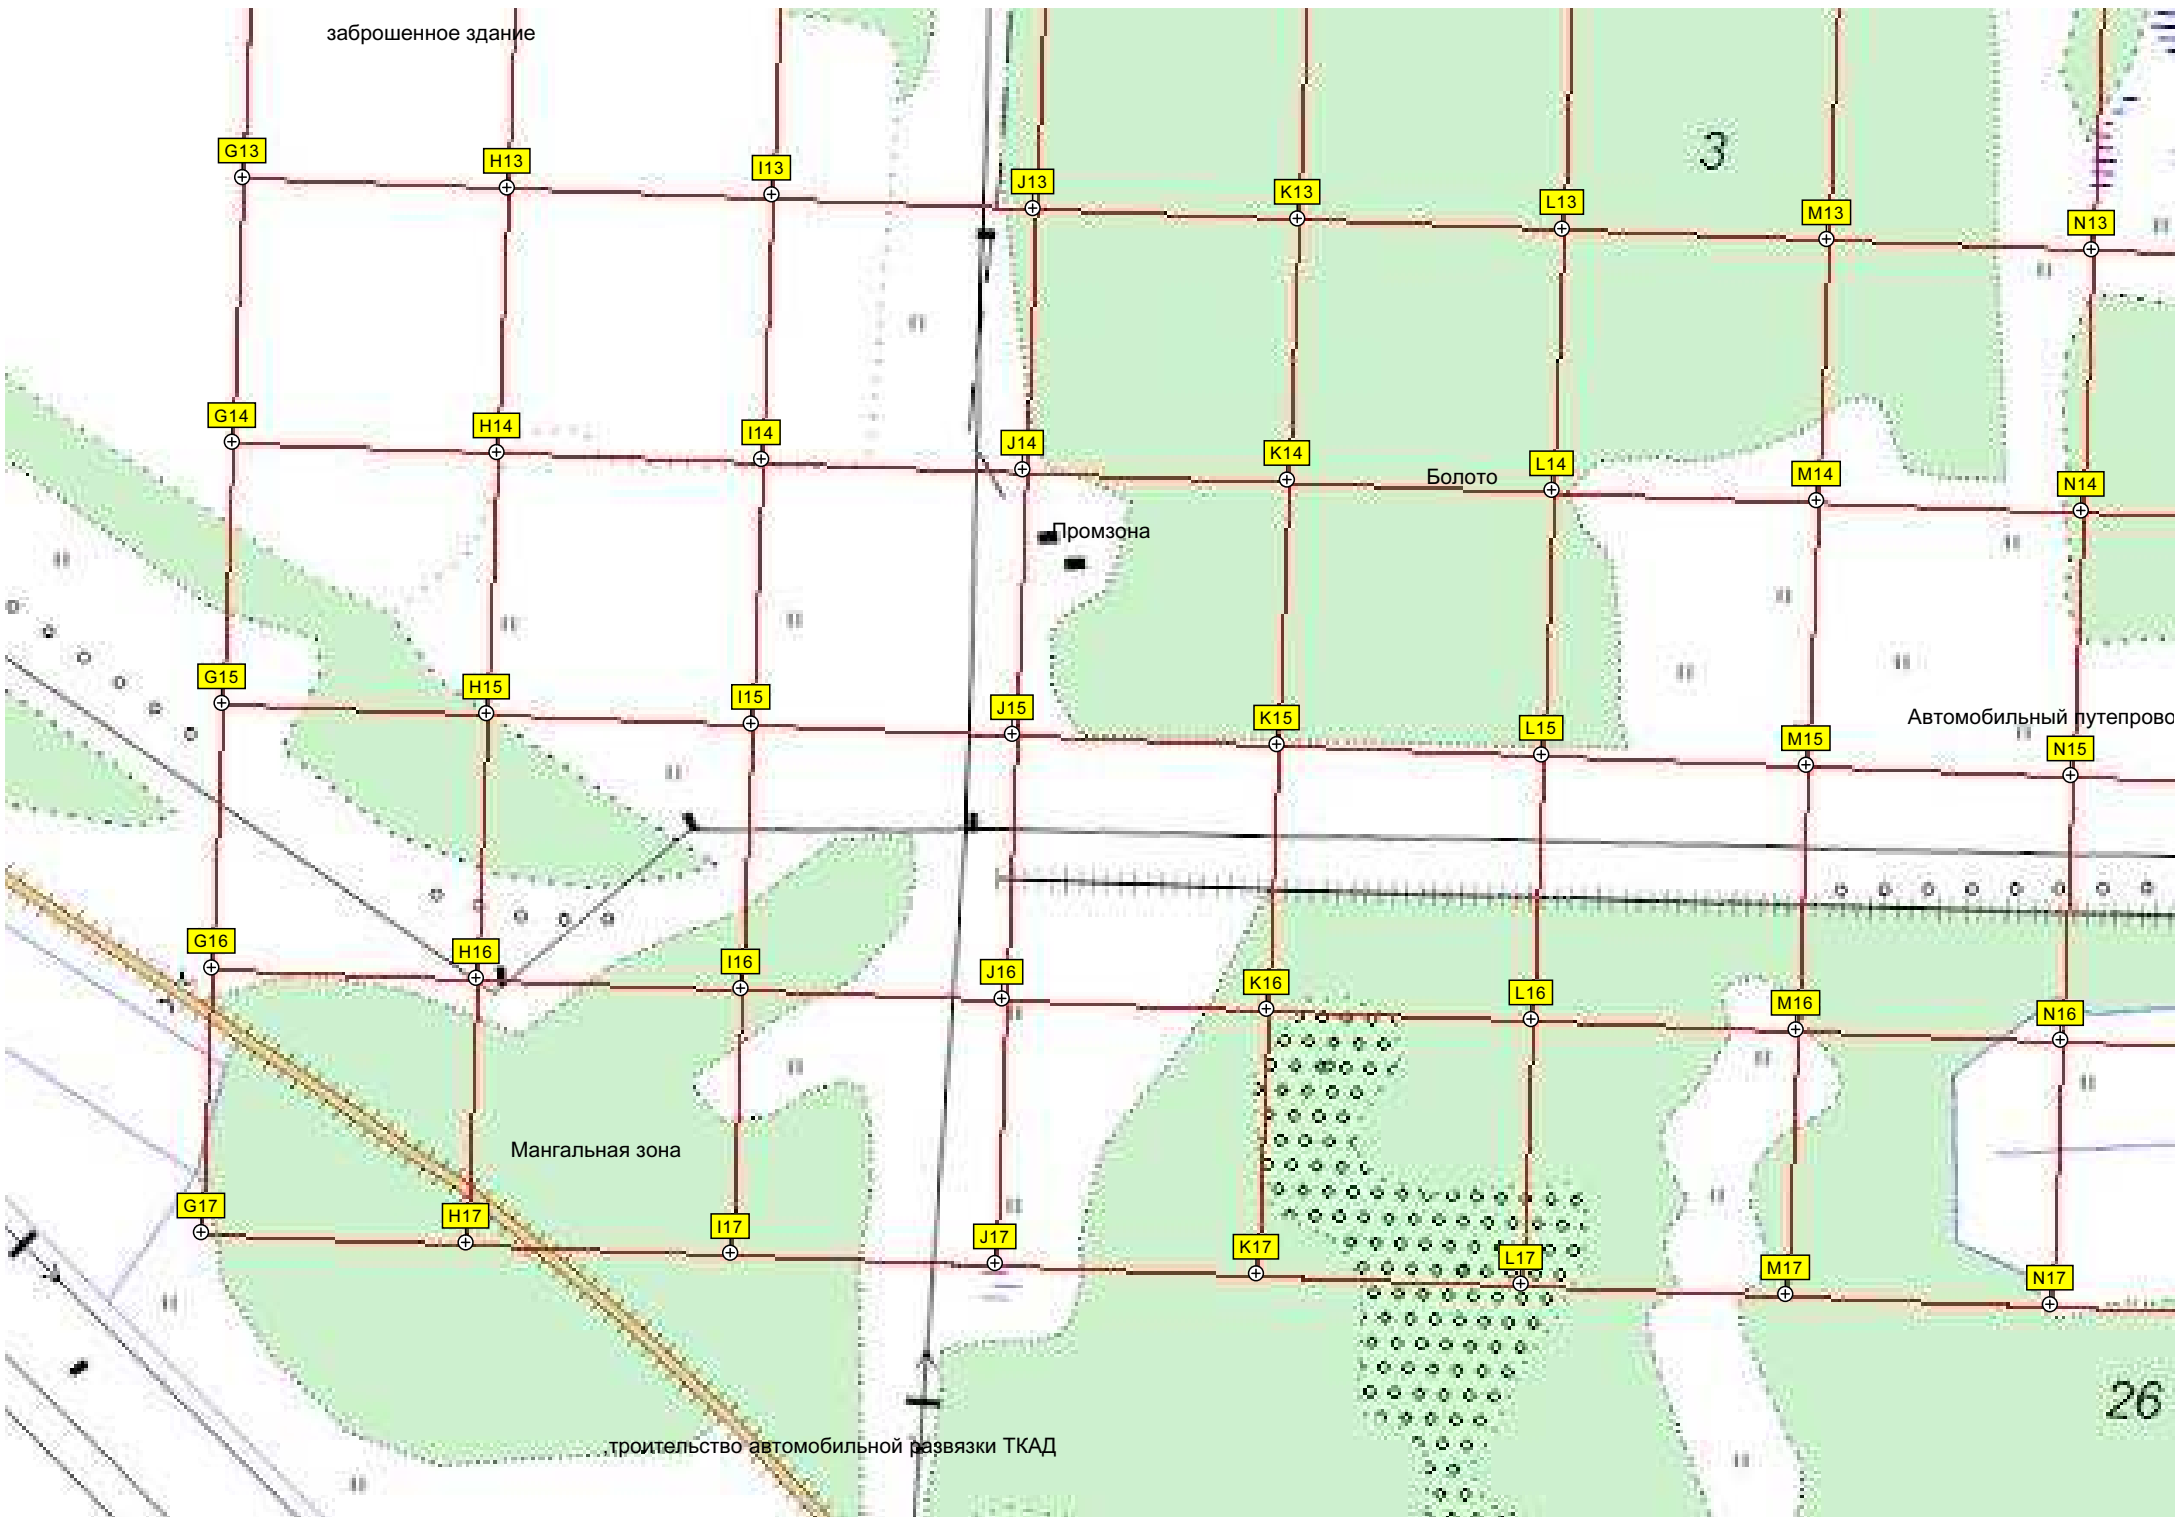 заброшенное здание
3
G13 H13 I13 J13 K13 L13 M13 N13
G14 H14 I14 J14 K14 L14 M14 N14
Болото
Промзона
G15 H15 I15 J15 K15 L15 M15 N15
Автомобильный путепрово
G16 H16 I16 J16 K16 L16 M16 N16
Мангальная зона
G17 H17 I17 J17 K17 L17 M17 N17
26
троительство автомобильной развязки ТКАД